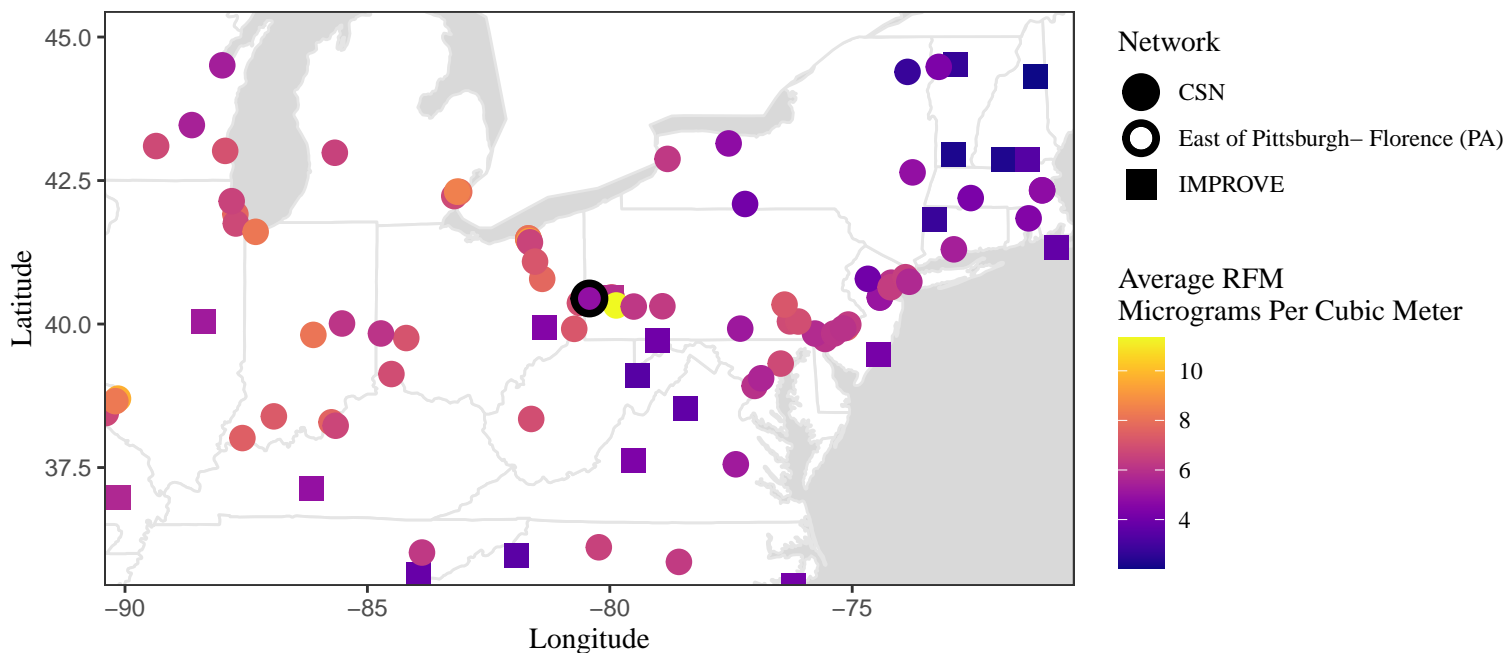 45.0
42.5
40.0
37.5
Latitude
−90
−85
−80
−75
Longitude
Network
CSN
East of Pittsburgh− Florence (PA)
IMPROVE
Average RFM
Micrograms Per Cubic Meter
10
8
6
4